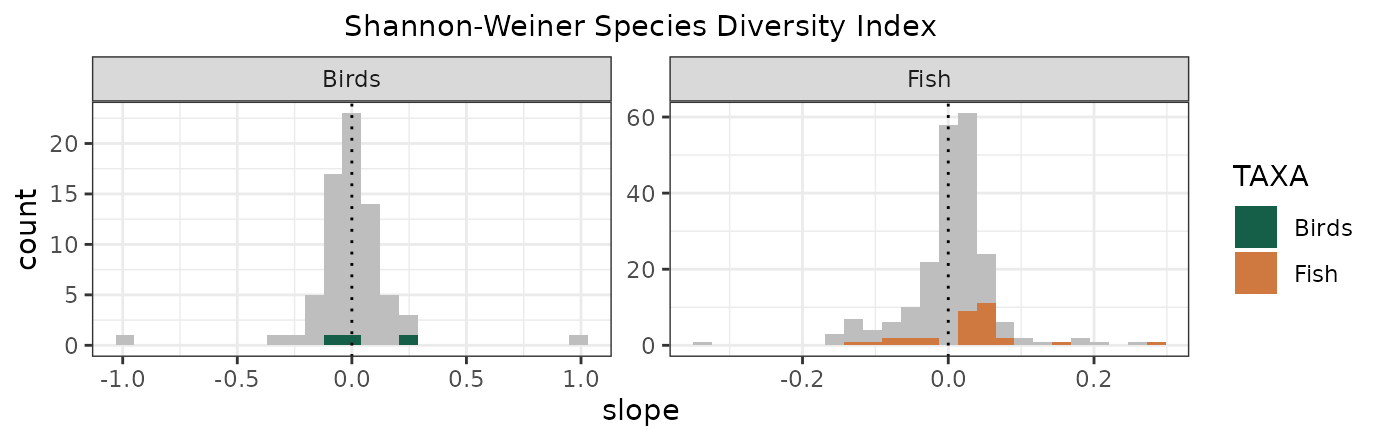 Shannon-Weiner Species Diversity Index
Birds
Fish
count
20
15
10
5
0
60
40
20
0
-1.0
-0.5
0.0
0.5
1.0
-0.2
0.0
0.2
slope
TAXA
Birds
Fish